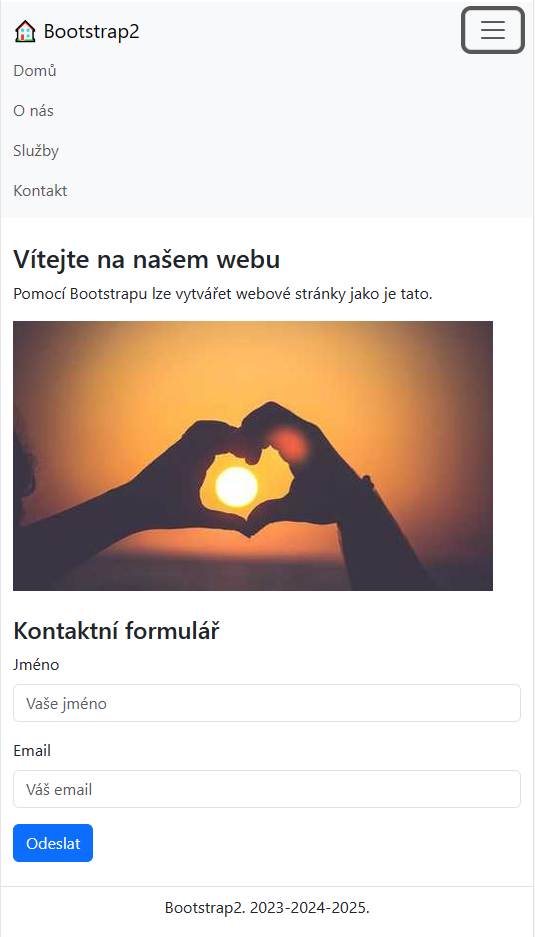 Bootstrap2
Domů
O nás
Služby
Kontakt
Vítejte na našem webu
Pomocí Bootstrapu lze vytvářet webové stránky jako je tato.
Kontaktní formulář
Jméno
Vaše jméno
Email
Váš email
Odeslat
Bootstrap2. 2023-2024-2025.